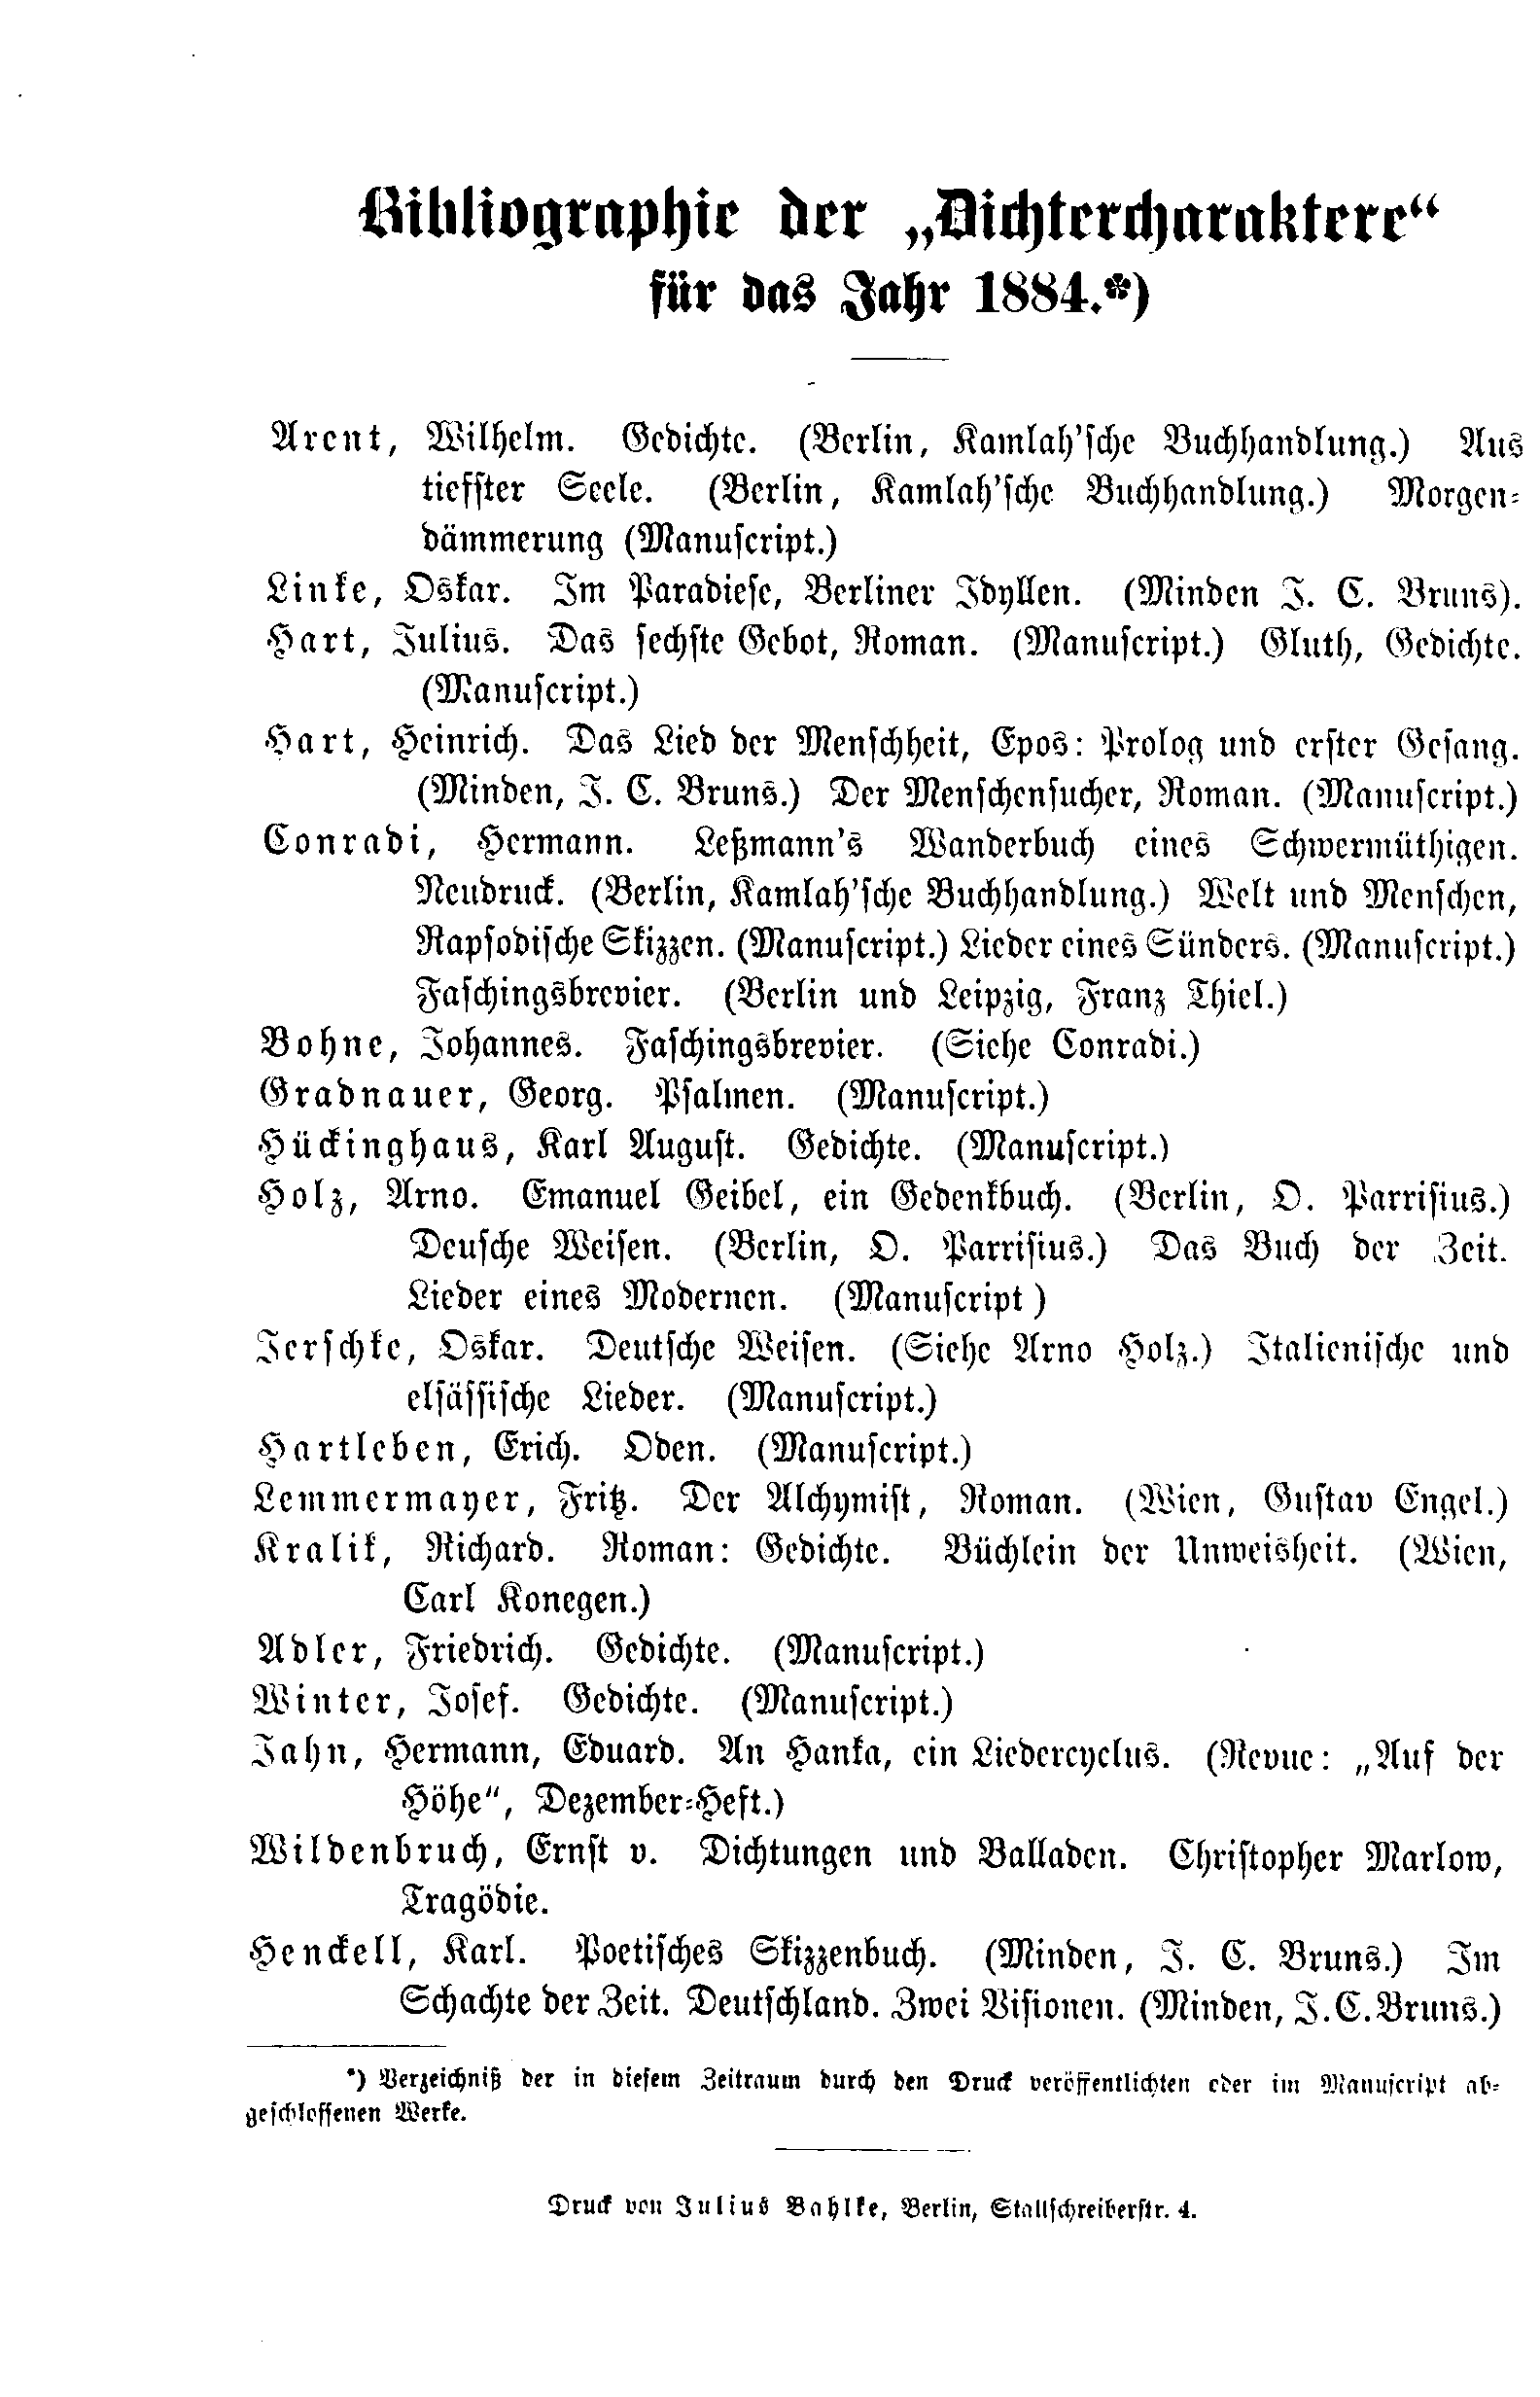 Bibliographie der „Dichtercharaktere“
für das Jahr 1884.*)
Arent, Wilhelm. Gedichte. (Berlin, Kamlah'sche Buchhandlung.) Aus
tiefster Seele. (Berlin, Kamlah'sche Buchhandlung.) Morgen-
dämmerung (Manuscript.)
Linke, Oskar. Im Paradiese, Berliner Idyllen. (Minden J. C. Bruns).
Hart, Julius. Das sechste Gebot, Roman. (Manuscript.) Gluth, Gedichte.
(Manuscript.)
Hart, Heinrich. Das Lied der Menschheit, Epos: Prolog und erster Gesang.
(Minden, J. C. Bruns.) Der Menschensucher, Roman. (Manuscript.)
Conradi, Hermann. Leßmann's Wanderbuch eines Schwermüthigen.
Neudruck. (Berlin, Kamlah'sche Buchhandlung.) Welt und Menschen,
Rapsodische Skizzen. (Manuscript.) Lieder eines Sünders. (Manuscript.)
Faschingsbrevier. (Berlin und Leipzig, Franz Thiel.)
Bohne, Johannes. Faschingsbrevier. (Siehe Conradi.)
Gradnauer, Georg. Psalmen. (Manuscript.)
Hückinghaus, Karl August. Gedichte. (Manuscript.)
Holz, Arno. Emanuel Geibel, ein Gedenkbuch. (Berlin, O. Parrisius.)
Deusche Weisen. (Berlin, O. Parrisius.) Das Buch der Zeit.
Lieder eines Modernen. (Manuscript )
Jerschke, Oskar. Deutsche Weisen. (Siehe Arno Holz.) Italienische und
elsässische Lieder. (Manuscript.)
Hartleben, Erich. Oden. (Manuscript.)
Lemmermayer, Fritz. Der Alchymist, Roman. (Wien, Gustav Engel.)
Kralik, Richard. Roman: Gedichte. Büchlein der Unweisheit. (Wien,
Carl Konegen.)
Adler, Friedrich. Gedichte. (Manuscript.)
Winter, Josef. Gedichte. (Manuscript.)
Jahn, Hermann, Eduard. An Hanka, ein Liedercyclus. (Revue: „Auf der
Höhe“, Dezember-Heft.)
Wildenbruch, Ernst v. Dichtungen und Balladen. Christopher Marlow,
Tragödie.
Henckell, Karl. Poetisches Skizzenbuch. (Minden, J. C. Bruns.) Im
Schachte der Zeit. Deutschland. Zwei Visionen. (Minden, J. C. Bruns.)
*) Verzeichniß der in diesem Zeitraum durch den Druck veröffentlichten oder im Manuscript ab-
geschlossenen Werke.
Druck von Julius Bahlke, Berlin, Stallschreiberstr. 4.